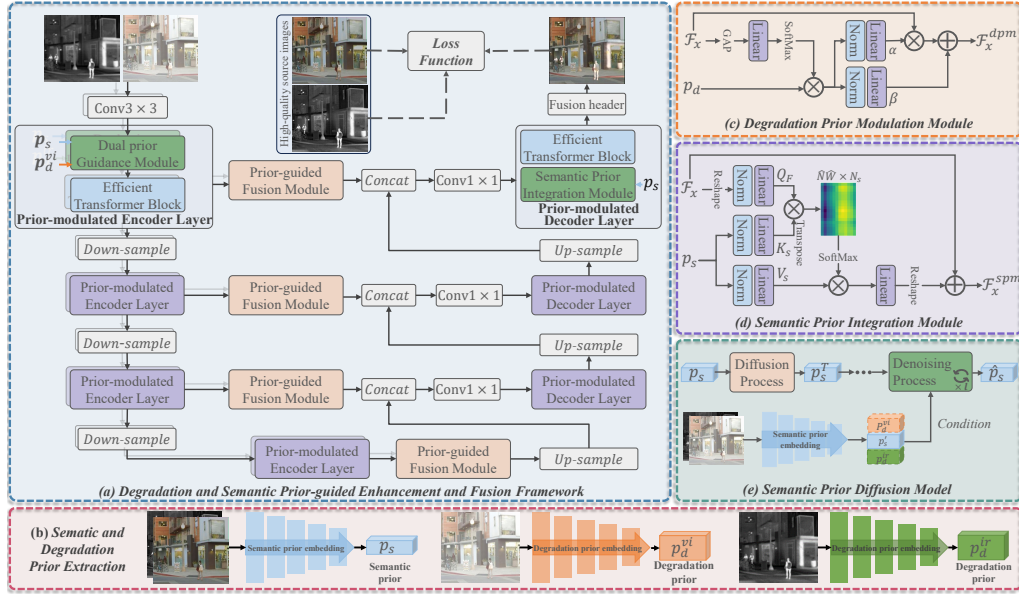 Conv3 × 3
p_s
p_d^{vi}
Dual prior
Guidance Module
Efficient
Transformer Block
Prior-modulated Encoder Layer
High-quality source images
Loss
Function
Fusion header
Efficient
Transformer Block
Semantic Prior
Integration Module
p_s
Prior-modulated
Decoder Layer
Prior-guided
Fusion Module
Concat
Conv1 × 1
Down-sample
Up-sample
Prior-modulated
Encoder Layer
Prior-guided
Fusion Module
Concat
Conv1 × 1
Prior-modulated
Decoder Layer
Down-sample
Up-sample
Prior-modulated
Encoder Layer
Prior-guided
Fusion Module
Concat
Conv1 × 1
Prior-modulated
Decoder Layer
Down-sample
Prior-modulated
Encoder Layer
Prior-guided
Fusion Module
Up-sample
(a) Degradation and Semantic Prior-guided Enhancement and Fusion Framework
(b) Sematic and
Degradation
Prior Extraction
Semantic prior embedding
p_s
Semantic
prior
Degradation prior embedding
p_d^{vi}
Degradation
prior
Degradation prior embedding
p_d^{ir}
Degradation
prior
ℱ_x
GAP
Linear
SoftMax
Norm
Linear
α
ℱ_x^{dpm}
p_d
Norm
Linear
β
(c) Degradation Prior Modulation Module
ℱ_x
Reshape
Norm
Linear
Q_F
ĤŴ × N_s
p_s
Norm
Linear
K_s
Transpose
SoftMax
Norm
Linear
V_s
Linear
Reshape
ℱ_x^{spm}
(d) Semantic Prior Integration Module
p_s
Diffusion
Process
p_s^T
Denoising
Process
×t
p̂_s
Semantic prior
embedding
p_d^{vi}
p_s'
p_d^{ir}
Condition
(e) Semantic Prior Diffusion Model